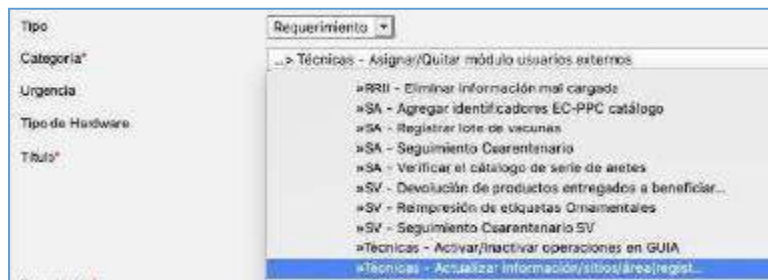 Tipo
Requerimiento
Categoría*
...> Técnicas - Asignar/Quitar módulo usuarios externos
Urgencia
»RRII - Eliminar información mal cargada
»SA - Agregar identificadores EC-PPC catálogo
Tipo de Hardware
»SA - Registrar lote de vacunas
»SA - Seguimiento Cuarentenario
Título*
»SA - Verificar el cátalogo de serie de aretes
»SV - Devolución de productos entregados a beneficiar...
»SV - Reimpresión de etiquetas Ornamentales
»SV - Seguimiento Cuarentenario SV
»Técnicas - Activar/Inactivar operaciones en GUIA
»Técnicas - Actualizar información/sitios/área(regist...